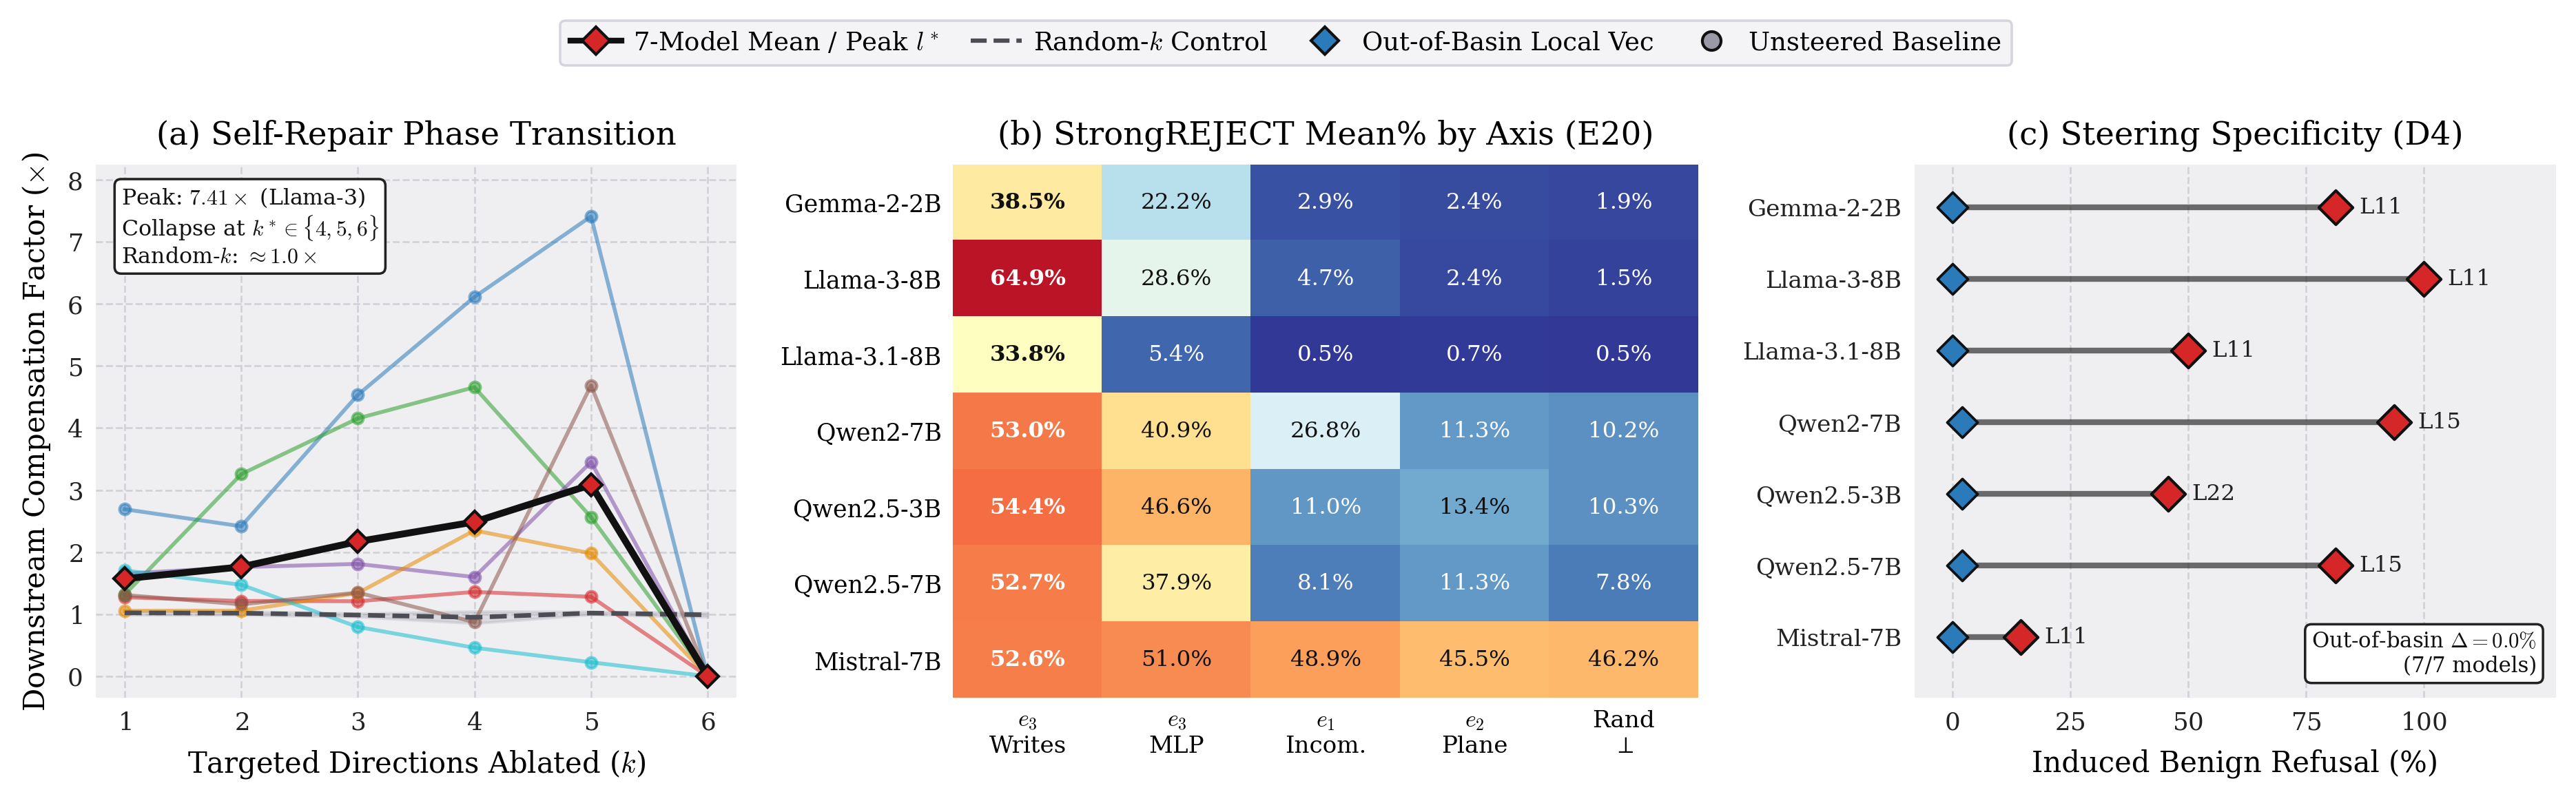 7-Model Mean / Peak l* Random-k Control Out-of-Basin Local Vec Unsteered Baseline
(a) Self-Repair Phase Transition
Downstream Compensation Factor (×)
8
7
6
5
4
3
2
1
0
Peak: 7.41× (Llama-3)
Collapse at k* ∈ {4, 5, 6}
Random-k: ≈1.0×
1 2 3 4 5 6
Targeted Directions Ablated (k)
(b) StrongREJECT Mean% by Axis (E20)
Gemma-2-2B 38.5% 22.2% 2.9% 2.4% 1.9%
Llama-3-8B 64.9% 28.6% 4.7% 2.4% 1.5%
Llama-3.1-8B 33.8% 5.4% 0.5% 0.7% 0.5%
Qwen2-7B 53.0% 40.9% 26.8% 11.3% 10.2%
Qwen2.5-3B 54.4% 46.6% 11.0% 13.4% 10.3%
Qwen2.5-7B 52.7% 37.9% 8.1% 11.3% 7.8%
Mistral-7B 52.6% 51.0% 48.9% 45.5% 46.2%
e₃ e₃ e₁ e₂ Rand
Writes MLP Incom. Plane ⊥
(c) Steering Specificity (D4)
Gemma-2-2B L11
Llama-3-8B L11
Llama-3.1-8B L11
Qwen2-7B L15
Qwen2.5-3B L22
Qwen2.5-7B L15
Mistral-7B L11
Out-of-basin Δ = 0.0%
(7/7 models)
0 25 50 75 100
Induced Benign Refusal (%)